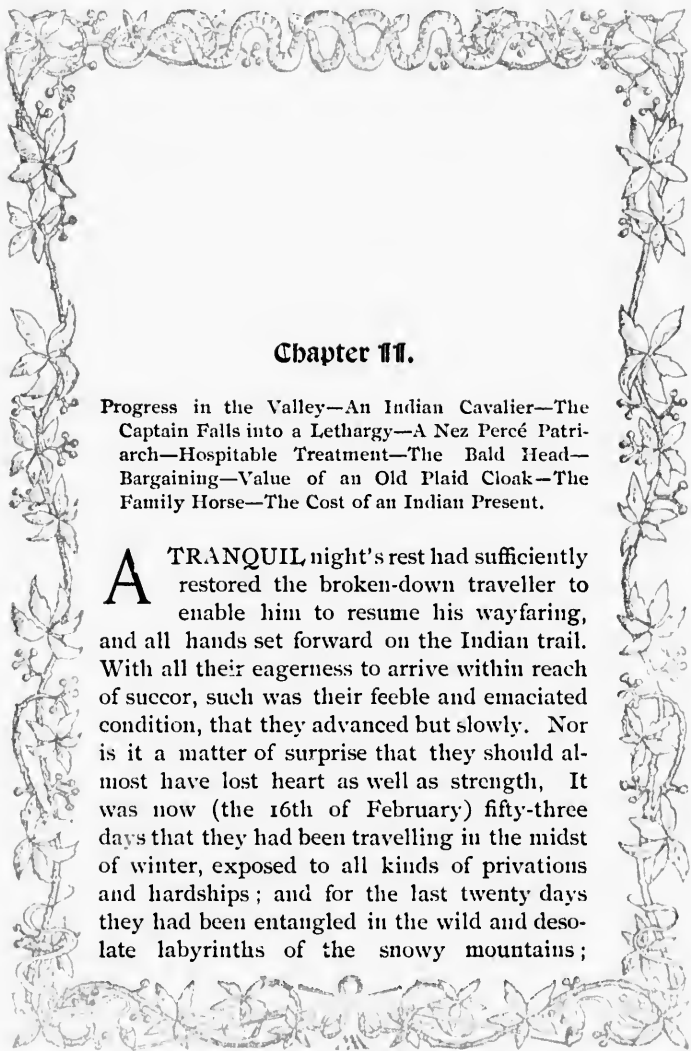 Chapter II.
Progress in the Valley—An Indian Cavalier—The
Captain Falls into a Lethargy—A Nez Percé Patri-
arch—Hospitable Treatment—The Bald Head—
Bargaining—Value of an Old Plaid Cloak—The
Family Horse—The Cost of an Indian Present.
A TRANQUIL night's rest had sufficiently
restored the broken-down traveller to
enable him to resume his wayfaring,
and all hands set forward on the Indian trail.
With all their eagerness to arrive within reach
of succor, such was their feeble and emaciated
condition, that they advanced but slowly. Nor
is it a matter of surprise that they should al-
most have lost heart as well as strength, It
was now (the 16th of February) fifty-three
days that they had been travelling in the midst
of winter, exposed to all kinds of privations
and hardships; and for the last twenty days
they had been entangled in the wild and deso-
late labyrinths of the snowy mountains;